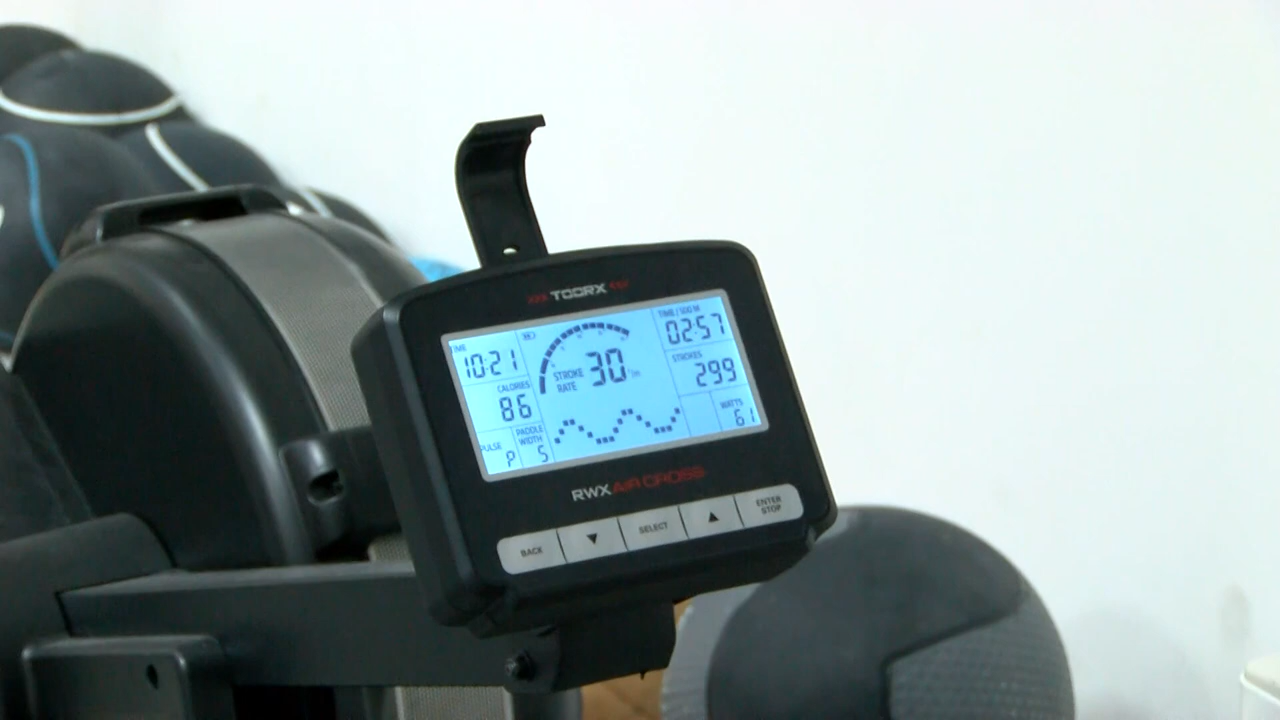 TOORX
TIME
10:21
CALORIES
86
PULSE
P
PADDLE
WIDTH
5
STROKE
RATE
30
TIME/500 M
02:57
STROKES
299
WATTS
61
RWX AIR CROSS
BACK
▼
SELECT
▲
ENTER
STOP